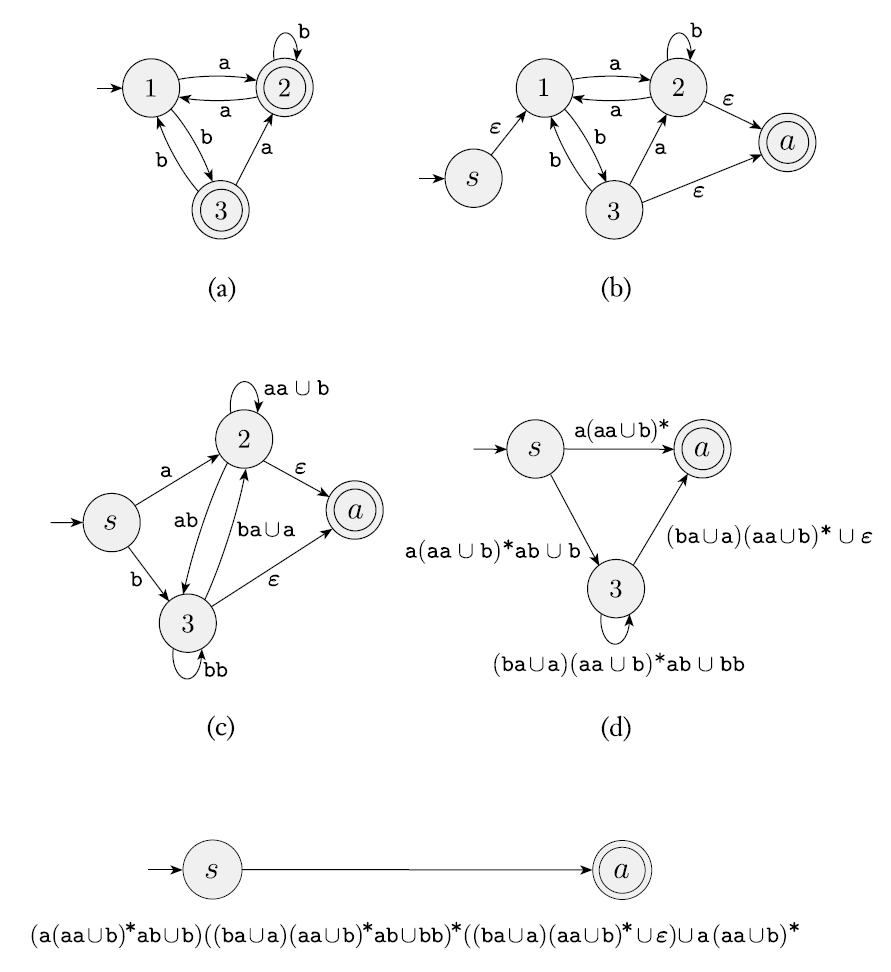 b
a
1
2
a
b
b
a
3
(a)
b
a
1
2
ε
a
ε
b
a
b
a
s
3
ε
(b)
aa ∪ b
2
a
ε
ab
ba∪a
s
a
b
ε
3
bb
(c)
a(aa∪b)*
s
a
(ba∪a)(aa∪b)* ∪ ε
a(aa ∪ b)*ab ∪ b
3
(ba∪a)(aa ∪ b)*ab ∪ bb
(d)
s
a
(a(aa∪b)*ab∪b)((ba∪a)(aa∪b)*ab∪bb)*((ba∪a)(aa∪b)*∪ε)∪a(aa∪b)*